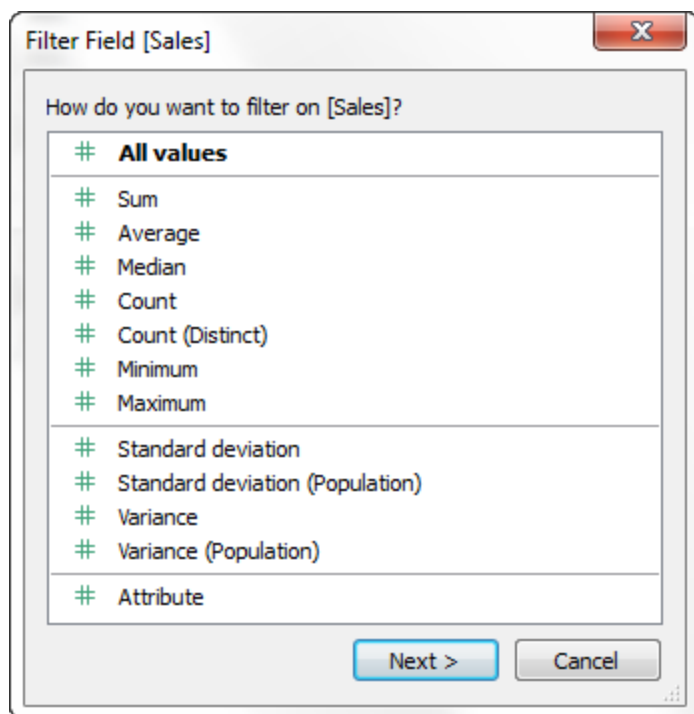 Filter Field [Sales]
How do you want to filter on [Sales]?
# All values
# Sum
# Average
# Median
# Count
# Count (Distinct)
# Minimum
# Maximum
# Standard deviation
# Standard deviation (Population)
# Variance
# Variance (Population)
# Attribute
Next > Cancel